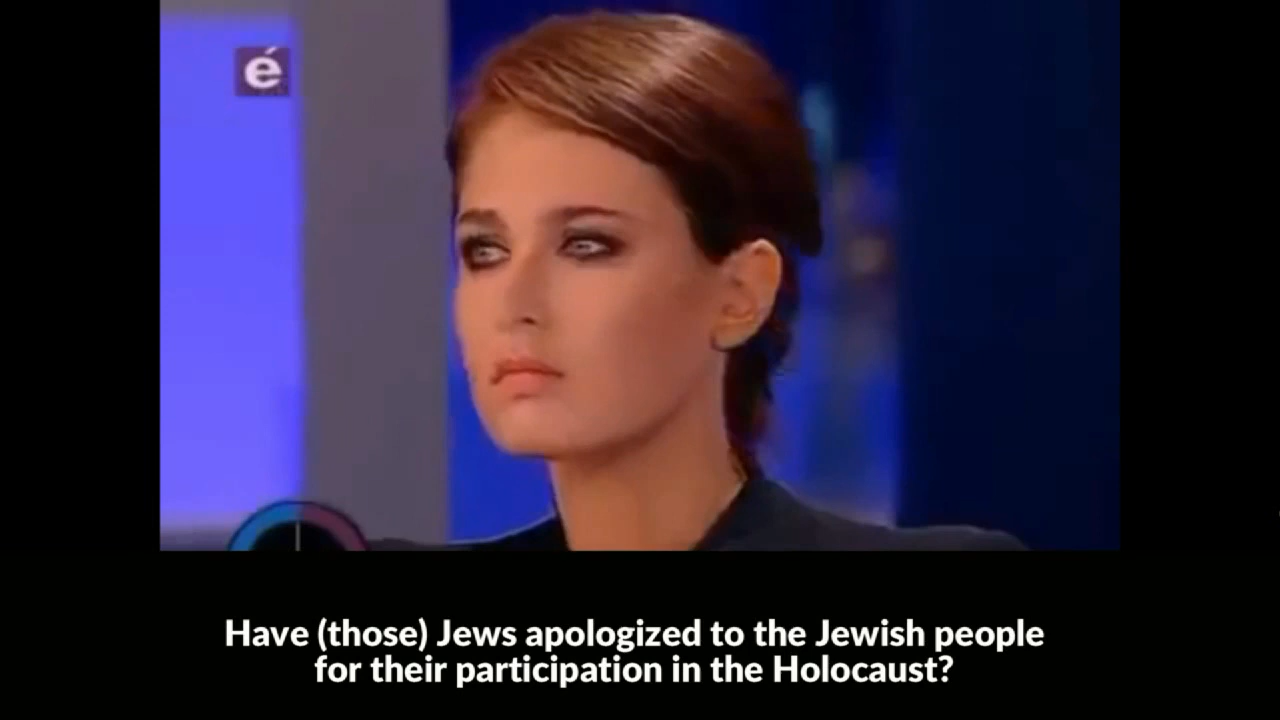 é
Have (those) Jews apologized to the Jewish people
for their participation in the Holocaust?